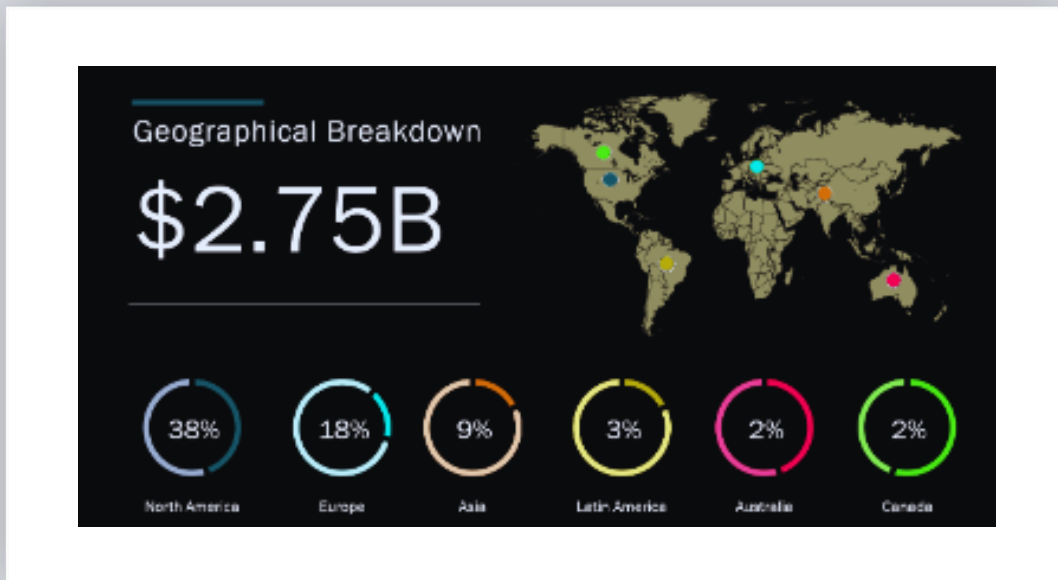 Geographical Breakdown
$2.75B
38% 18% 9% 3% 2% 2%
North America Europe Asia Latin America Australia Canada